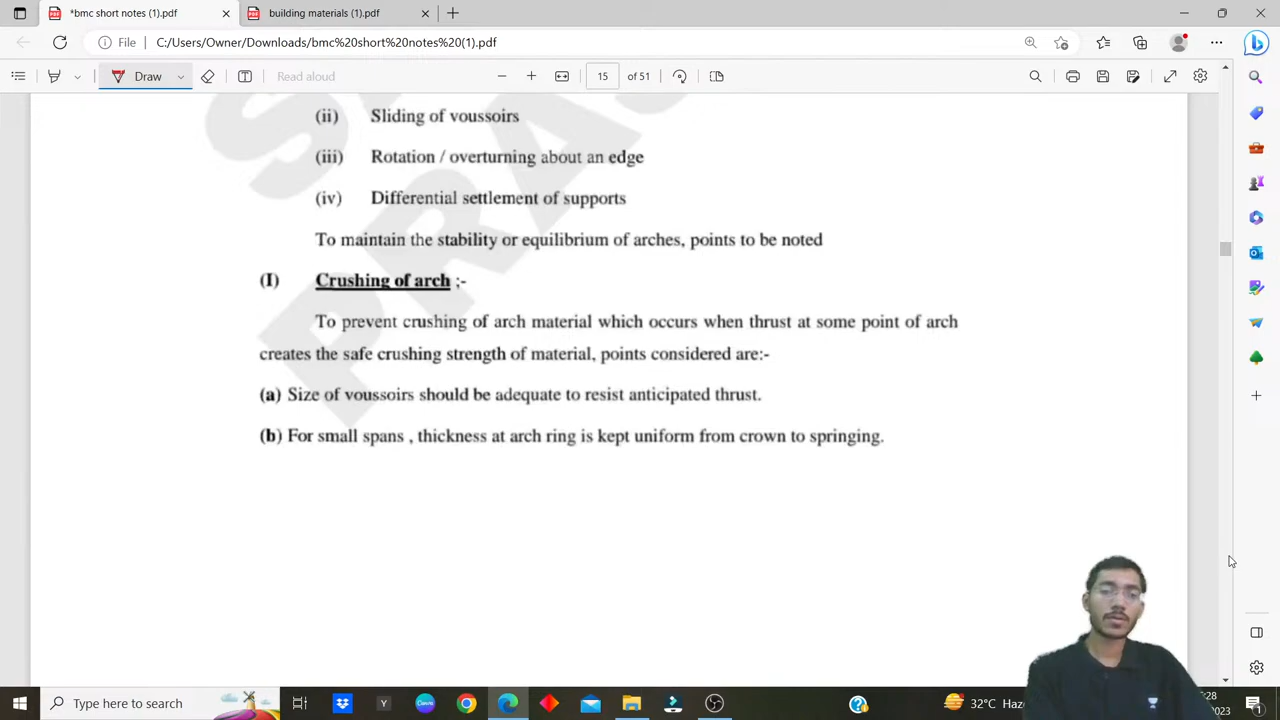 *bmc short notes (1).pdf
building materials (1).pdf
File C:/Users/Owner/Downloads/bmc%20short%20notes%20(1).pdf
Draw
Read aloud
15 of 51
(ii) Sliding of voussoirs
(iii) Rotation / overturning about an edge
(iv) Differential settlement of supports
To maintain the stability or equilibrium of arches, points to be noted
(I) Crushing of arch :-
To prevent crushing of arch material which occurs when thrust at some point of arch
creates the safe crushing strength of material, points considered are:-
(a) Size of voussoirs should be adequate to resist anticipated thrust.
(b) For small spans , thickness at arch ring is kept uniform from crown to springing.
Type here to search
Y
Canva
32°C Haze
:28
2023
1